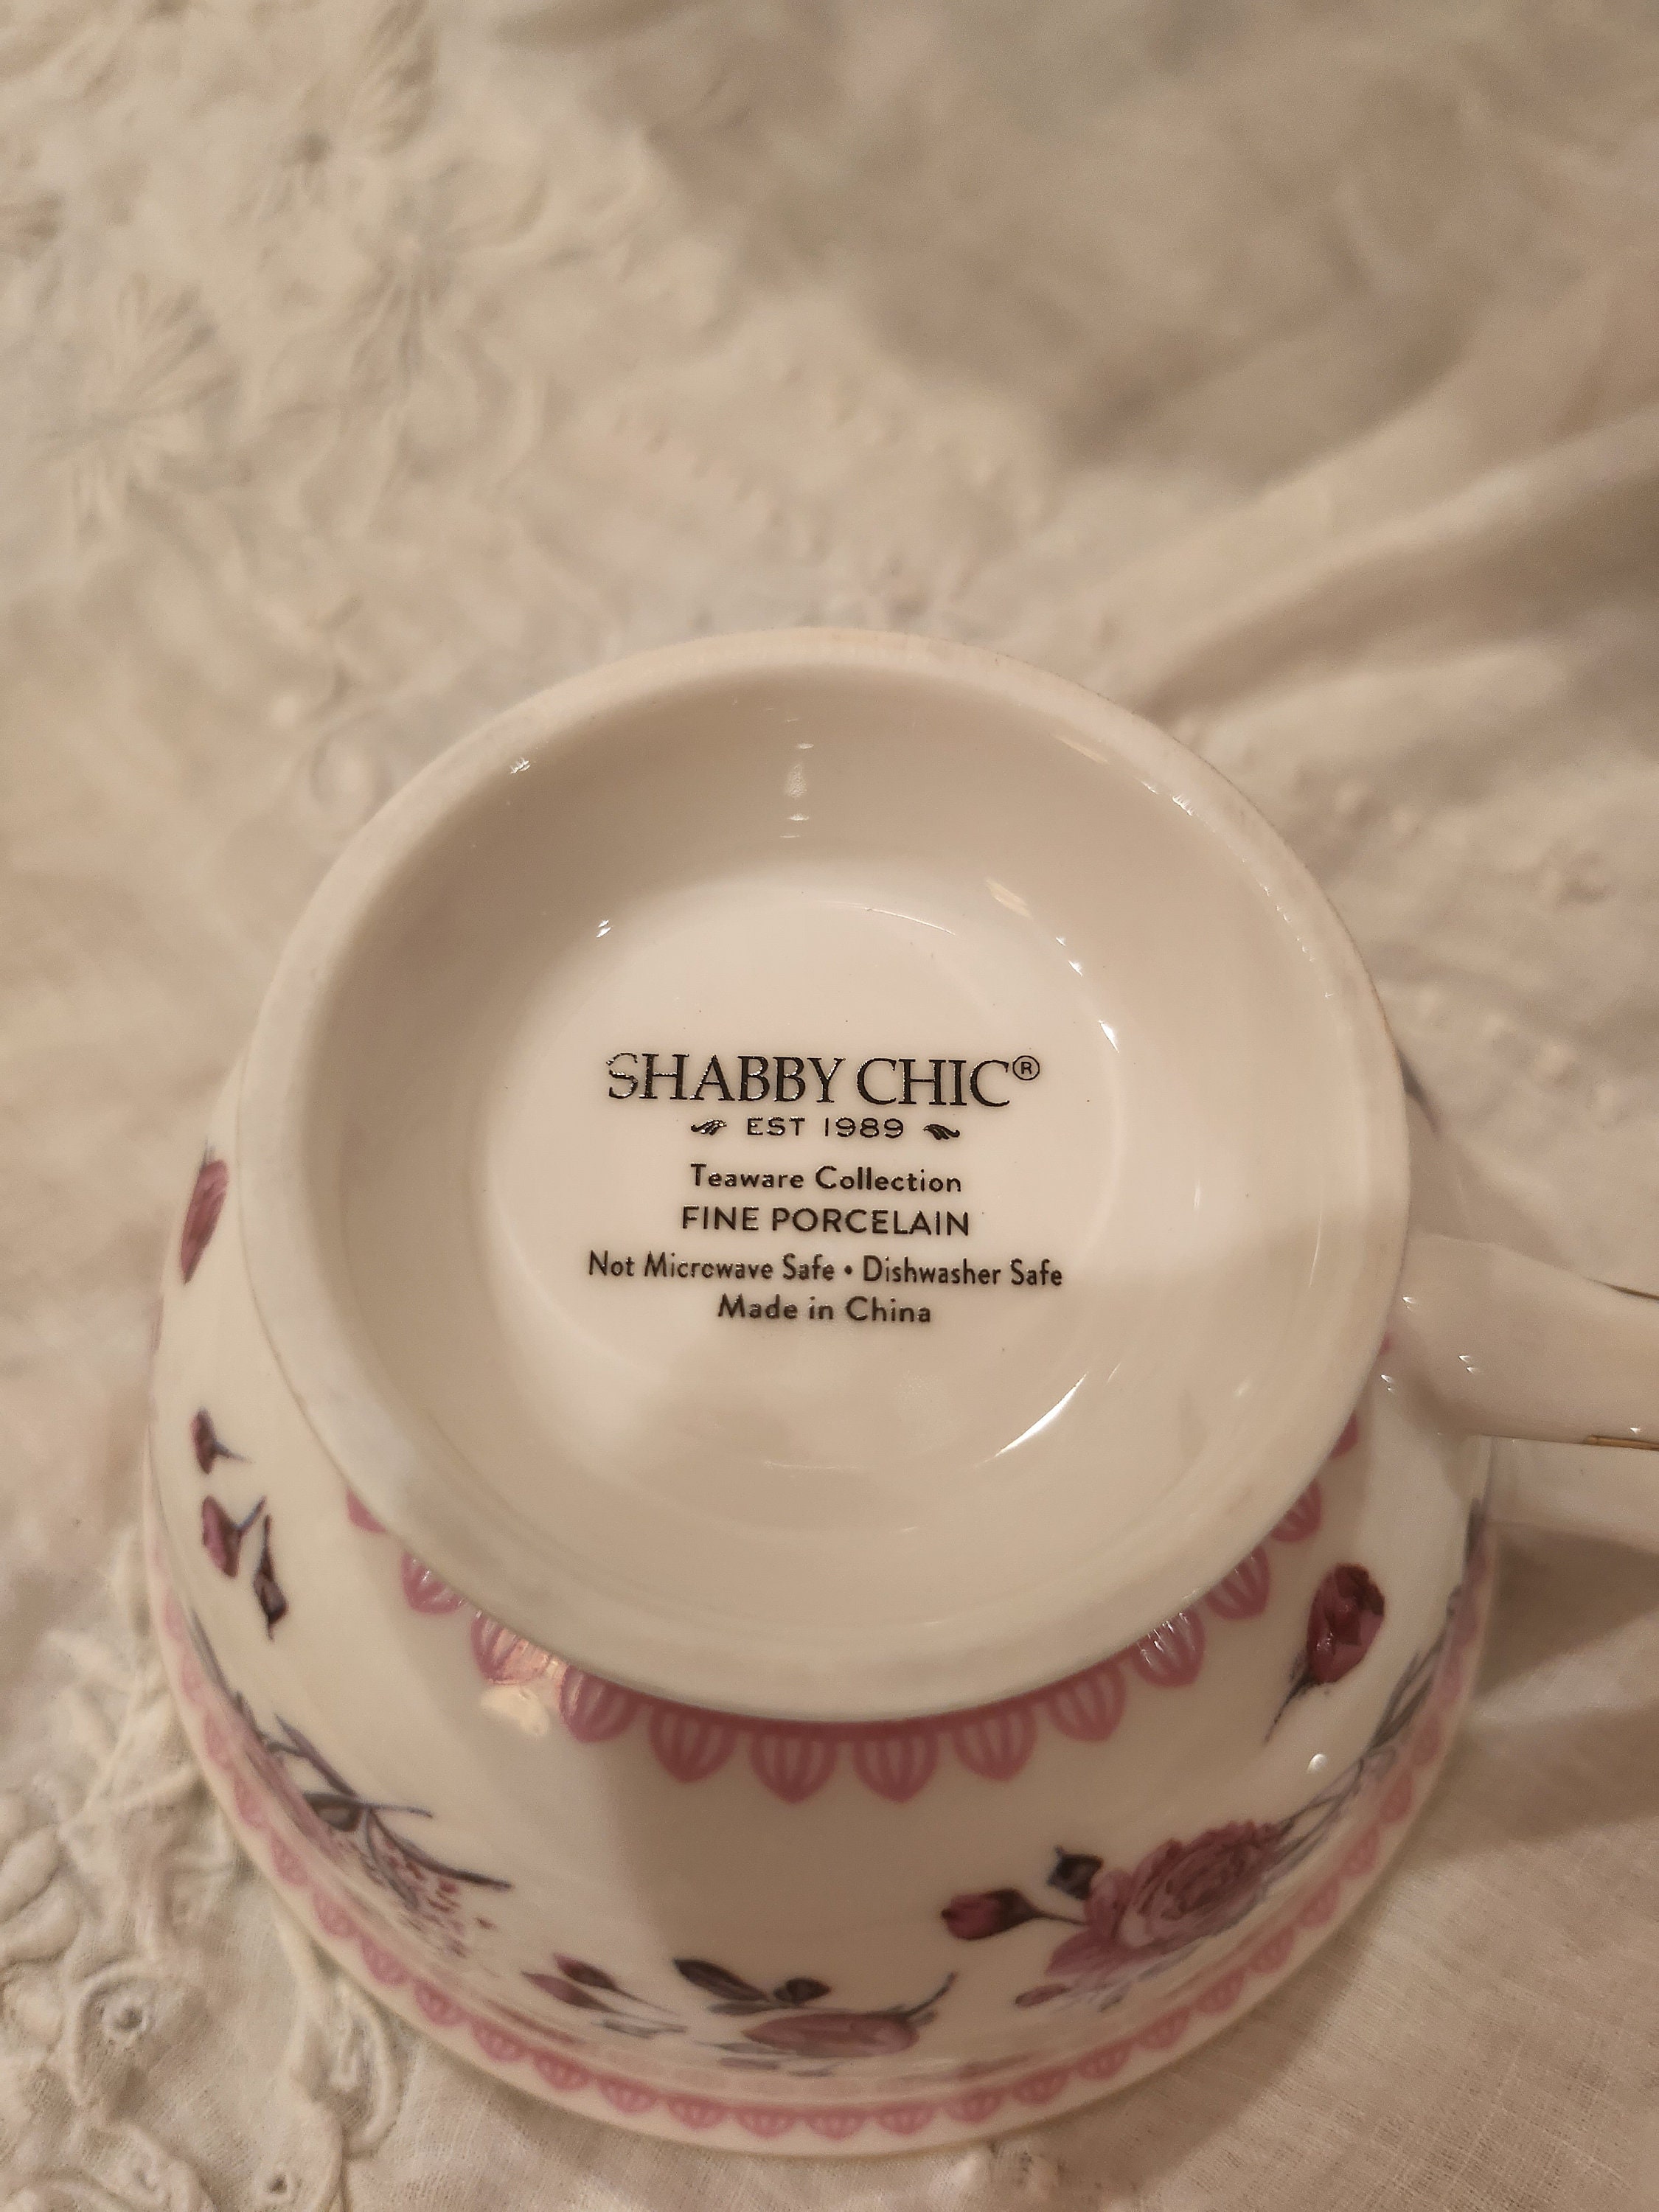 SHABBY CHIC®
EST 1989
Teaware Collection
FINE PORCELAIN
Not Microwave Safe • Dishwasher Safe
Made in China